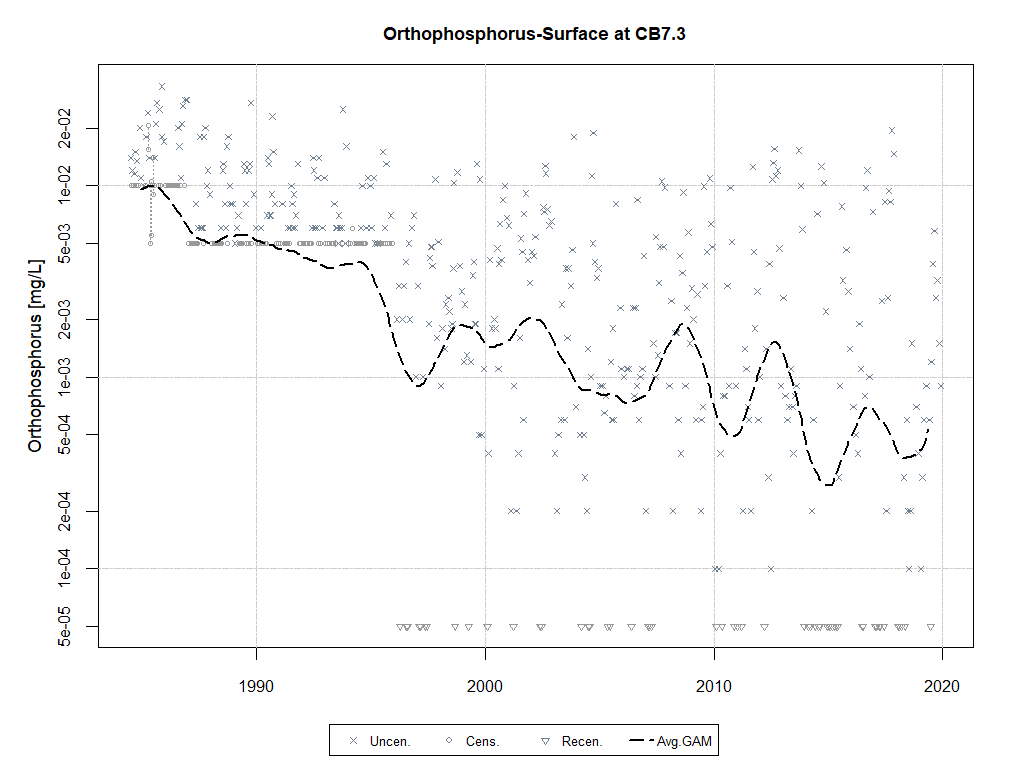 Orthophosphorus-Surface at CB7.3
Orthophosphorus [mg/L]
2e-02
1e-02
5e-03
2e-03
1e-03
5e-04
2e-04
1e-04
5e-05
1990 2000 2010 2020
Uncen. Cens. Recen. Avg.GAM